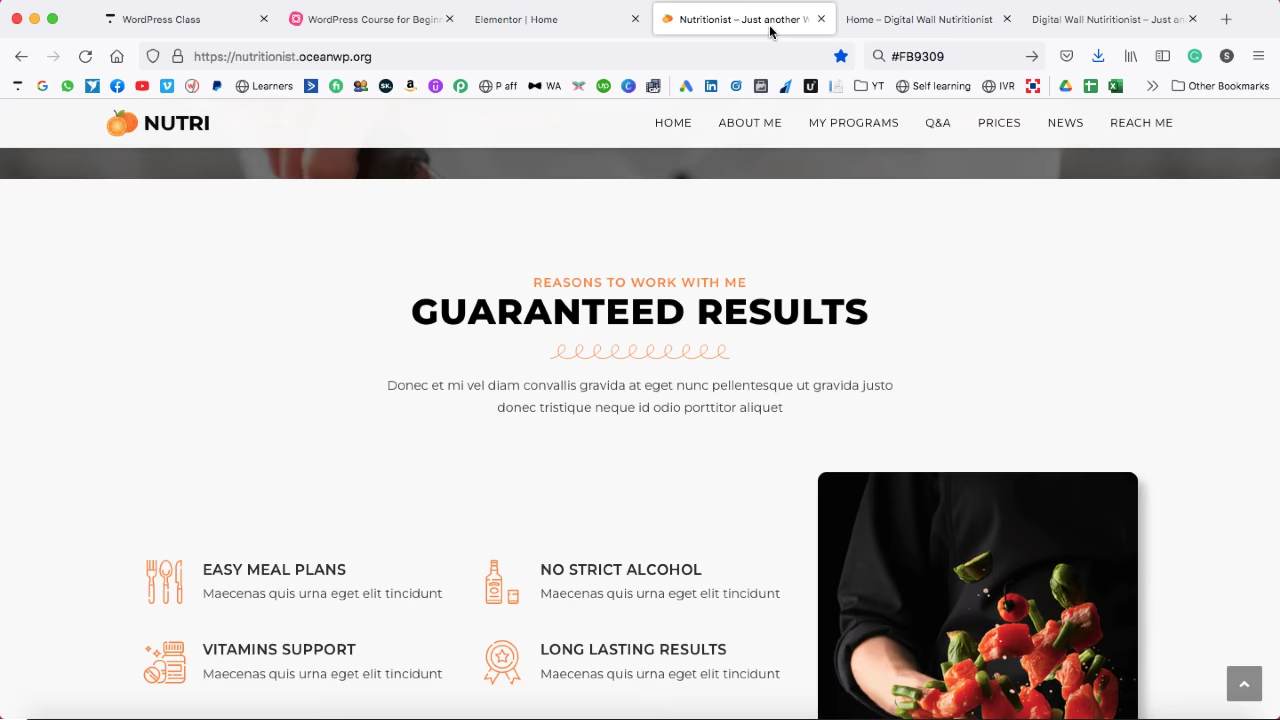 WordPress Class
WordPress Course for Beginn
Elementor | Home
Nutritionist – Just another W
Home – Digital Wall Nutiritionist
Digital Wall Nutiritionist – Just an
https://nutritionist.oceanwp.org
#FB9309
Learners
P aff
WA
YT
Self learning
IVR
Other Bookmarks
NUTRI
HOME
ABOUT ME
MY PROGRAMS
Q&A
PRICES
NEWS
REACH ME
REASONS TO WORK WITH ME
GUARANTEED RESULTS
Donec et mi vel diam convallis gravida at eget nunc pellentesque ut gravida justo
donec tristique neque id odio porttitor aliquet
EASY MEAL PLANS
Maecenas quis urna eget elit tincidunt
NO STRICT ALCOHOL
Maecenas quis urna eget elit tincidunt
VITAMINS SUPPORT
Maecenas quis urna eget elit tincidunt
LONG LASTING RESULTS
Maecenas quis urna eget elit tincidunt